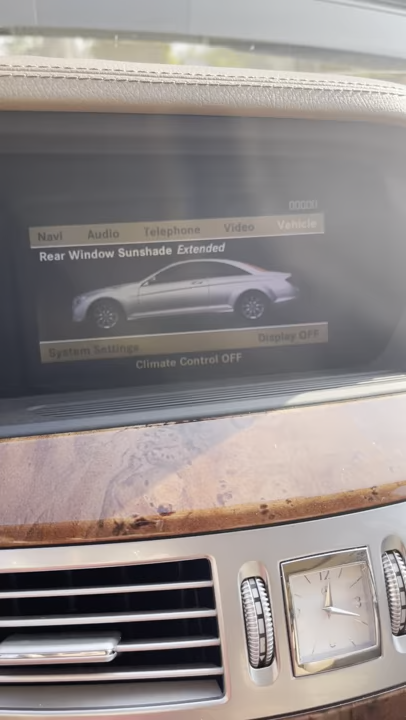 Navi Audio Telephone Video Vehicle
Rear Window Sunshade Extended
System Settings Display OFF
Climate Control OFF